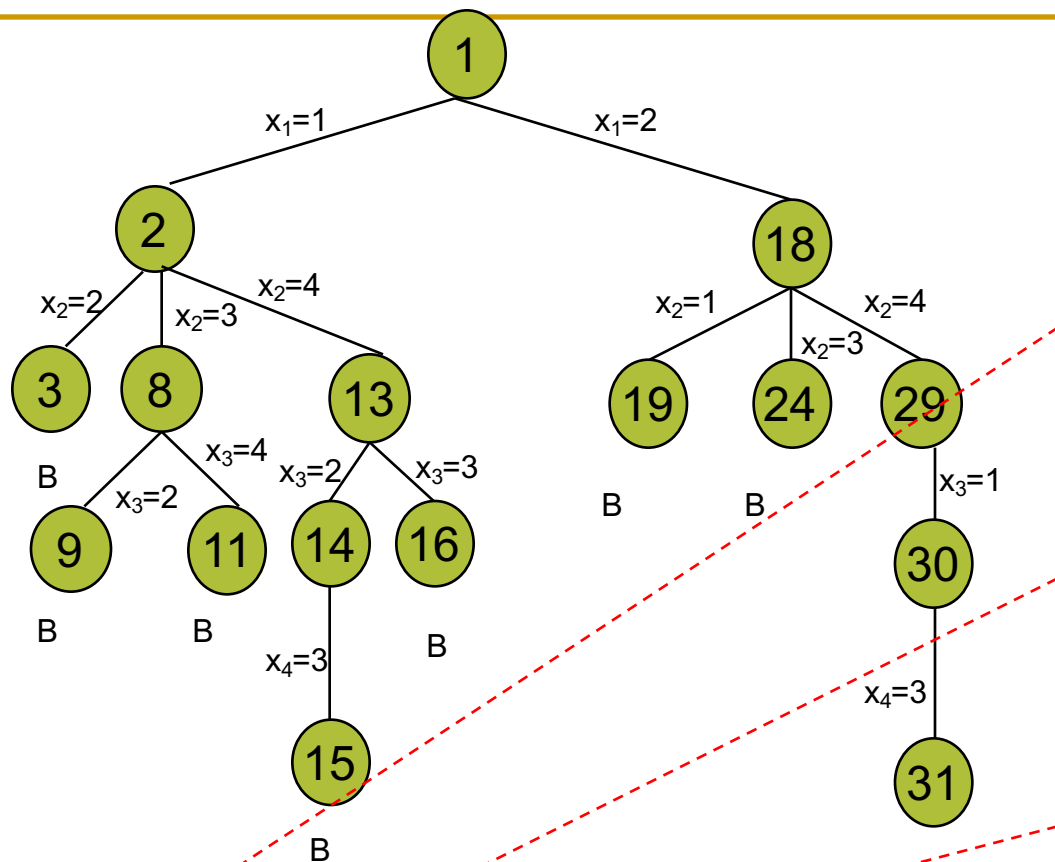 1
x₁=1
x₁=2
2
18
x₂=2
x₂=3
x₂=4
x₂=1
x₂=3
x₂=4
3
8
13
19
24
29
B
x₃=2
x₃=4
x₃=2
x₃=3
B
B
x₃=1
9
11
14
16
30
B
B
B
x₄=3
x₄=3
15
31
B